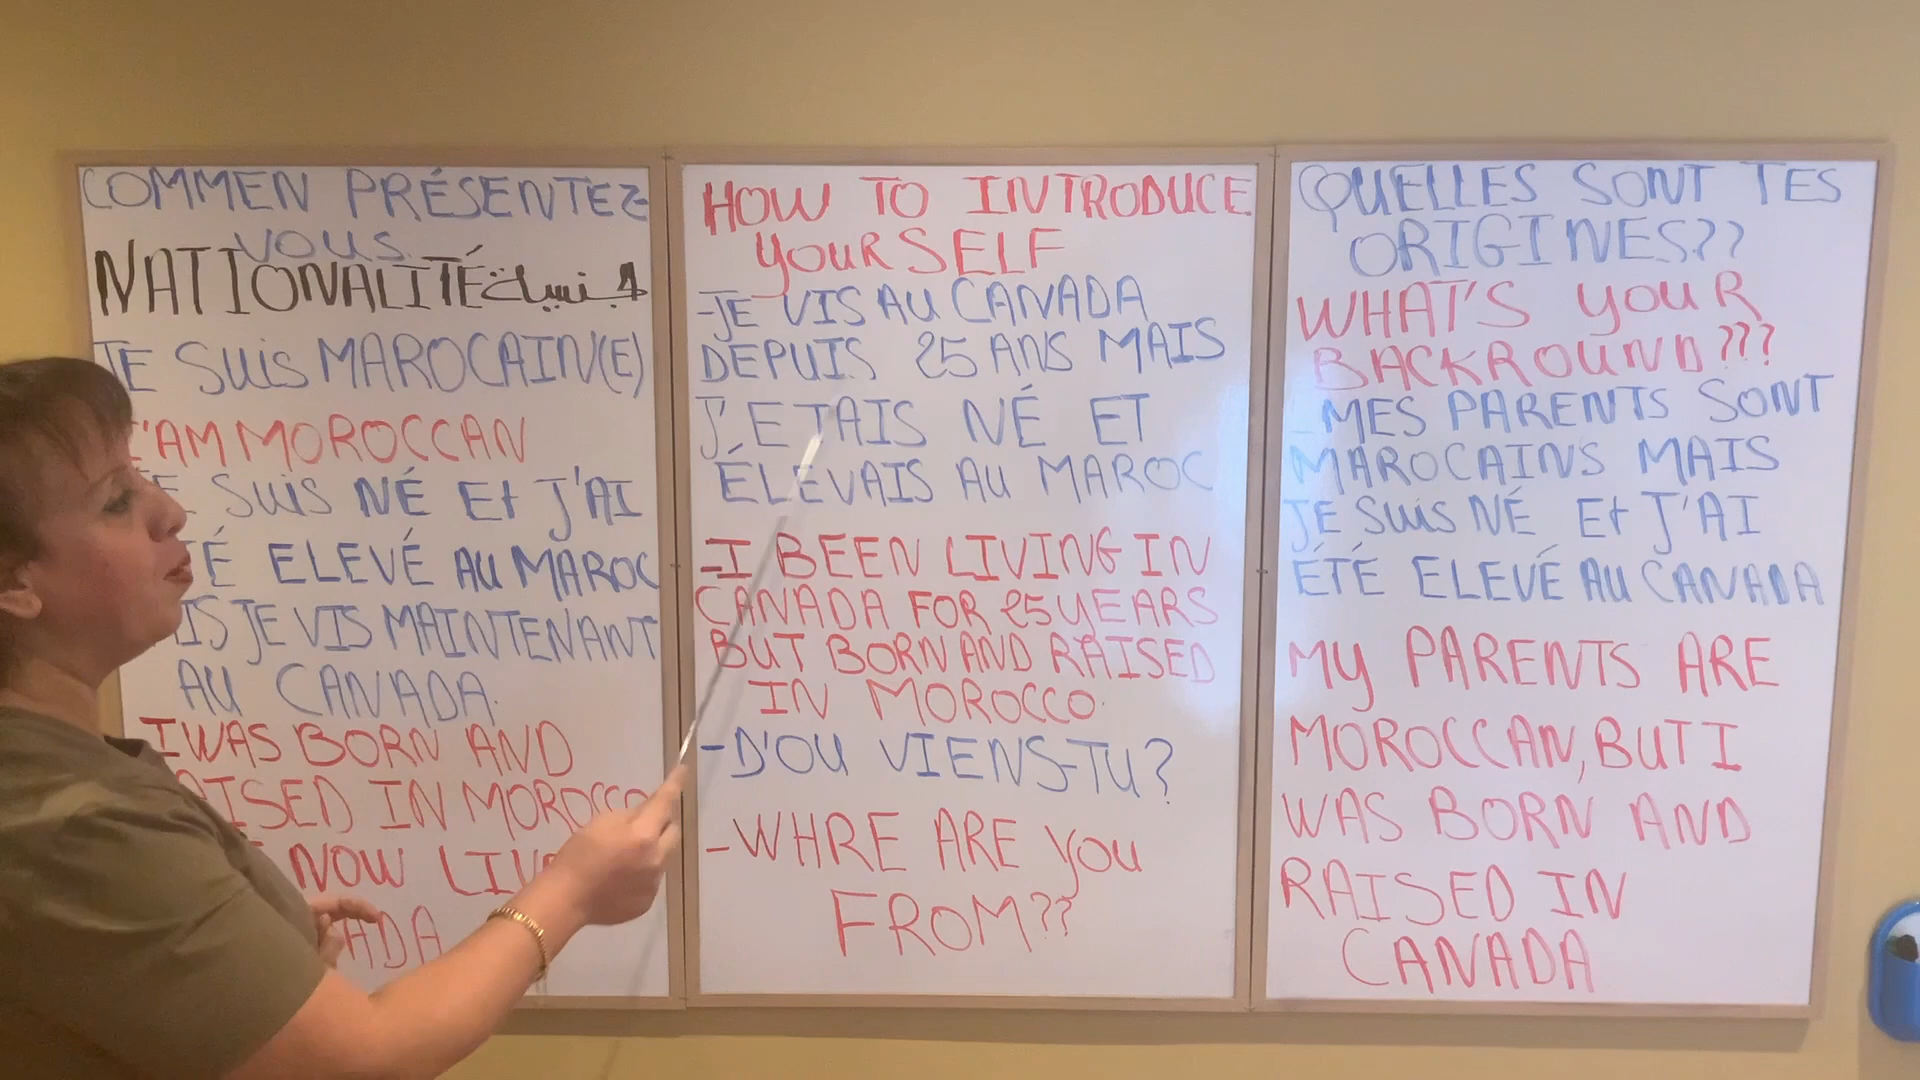 COMMEN PRÉSENTEZ-
VOUS.
NATIONALITÉ جنسية
JE SUIS MAROCAIN(E)
I'AM MOROCCAN
JE SUIS NÉ Et J'AI
ÉTÉ ELEVÉ AU MAROC
JE VIS MAINTENANT
AU CANADA.
I WAS BORN AND
RAISED IN MOROCCO
NOW
HOW TO INTRODUCE
YOURSELF
-JE VIS AU CANADA
DEPUIS 25 ANS MAIS
J'ETAIS NÉ ET
ÉLEVAIS AU MAROC
-I BEEN LIVING IN
CANADA FOR 25 YEARS
BUT BORN AND RAISED
IN MOROCCO.
-D'OU VIENS-TU?
-WHRE ARE YOU
FROM??
QUELLES SONT TES
ORIGINES??
WHAT'S YOUR
BACKROUND???
-MES PARENTS SONT
MAROCAINS MAIS
JE SUIS NÉ Et J'AI
ÉTÉ ELEVÉ AU CANADA
MY PARENTS ARE
MOROCCAN, BUT I
WAS BORN AND
RAISED IN
CANADA